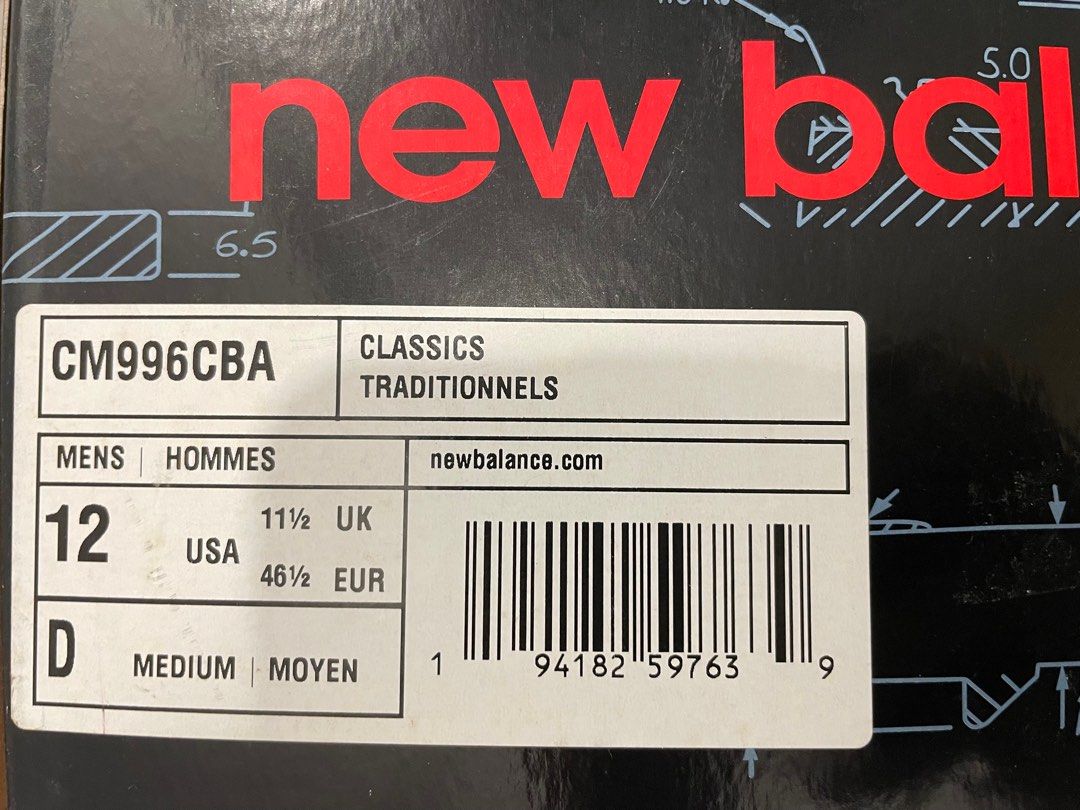 5.0
new bal
6.5
CM996CBA
CLASSICS
TRADITIONNELS
MENS | HOMMES
newbalance.com
12 USA 11½ UK
46½ EUR
D MEDIUM | MOYEN
1 94182 59763 9